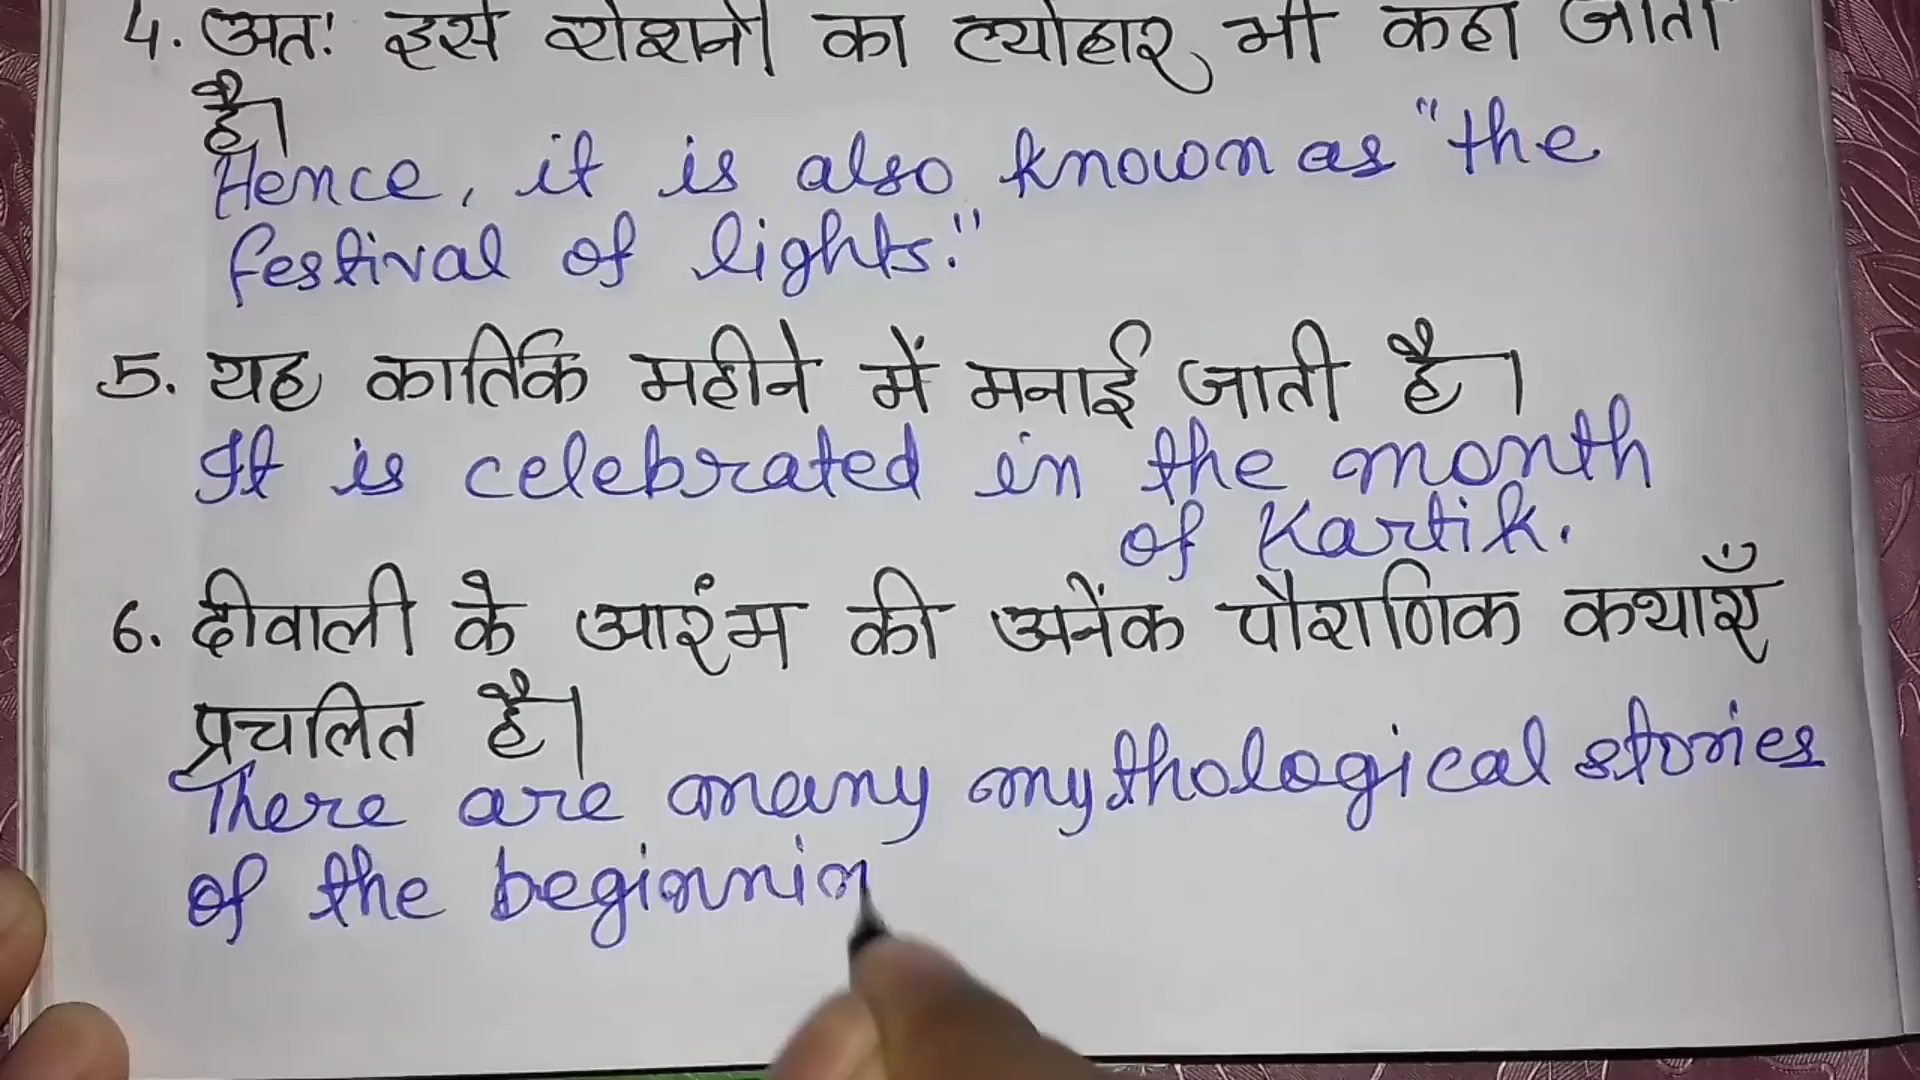 4. अतः इसे रोशनी का त्योहार भी कहा जाता
है।
Hence, it is also known as "the
festival of lights."
5. यह कार्तिक महीने में मनाई जाती है।
It is celebrated in the month
of Kartik.
6. दीवाली के आरंभ की अनेंक पौराणिक कथाएँ
प्रचलित है।
There are many mythological stories
of the beginnin